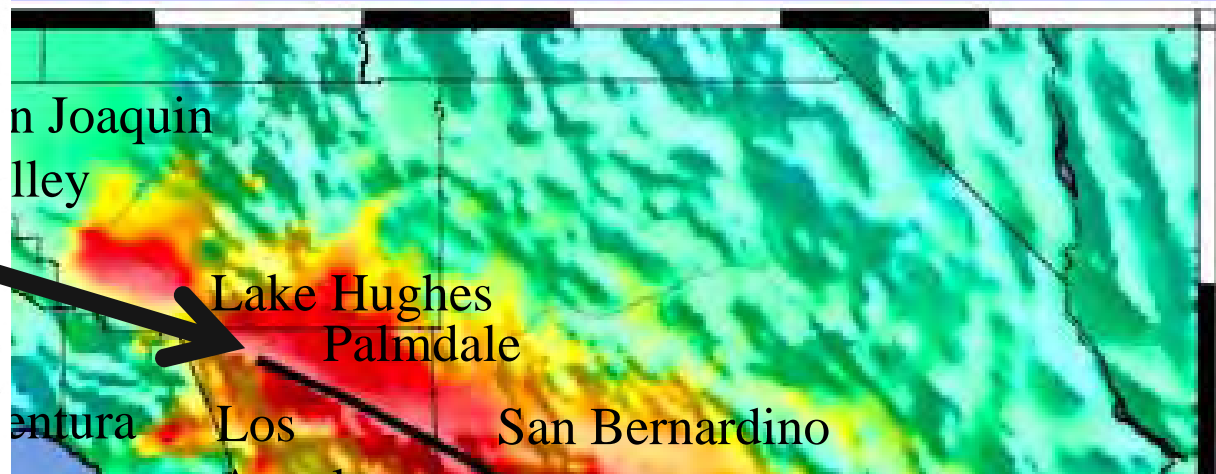 n Joaquin
lley
Lake Hughes
Palmdale
entura
Los
San Bernardino